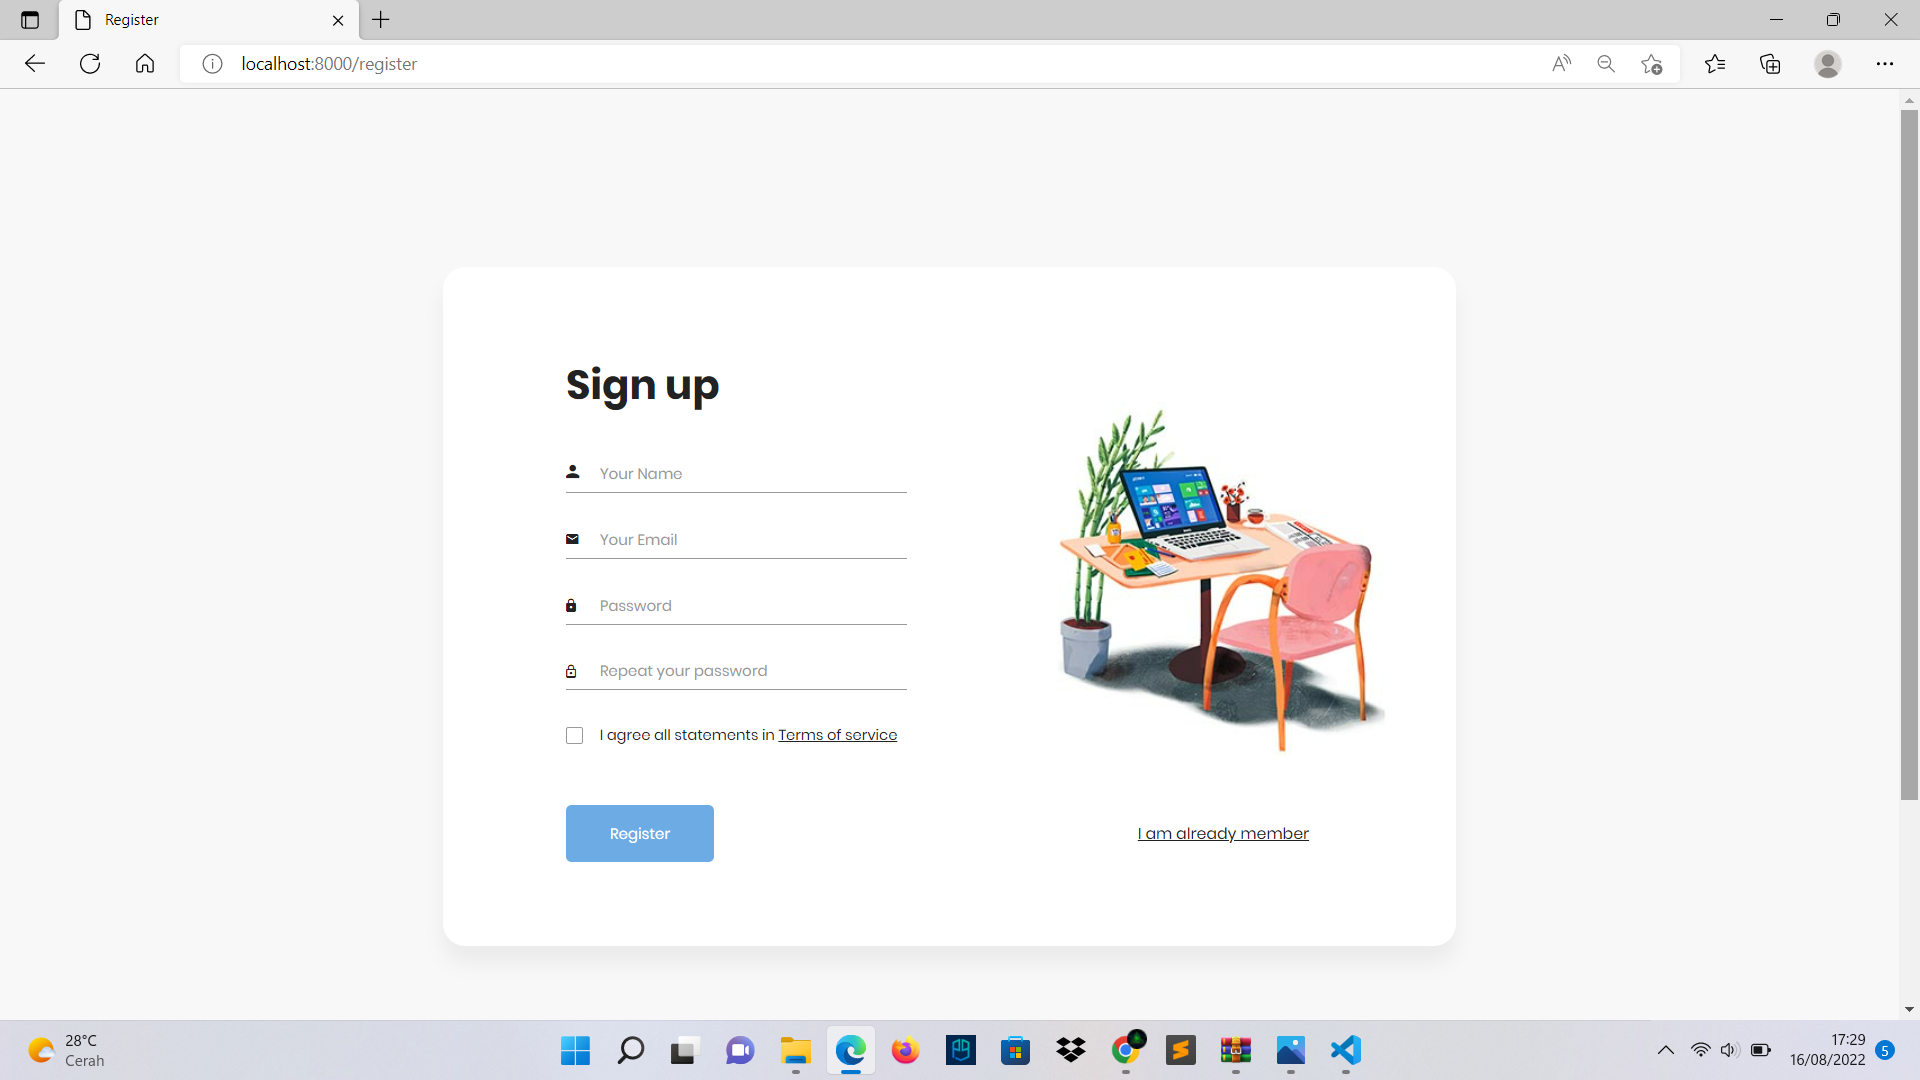 Register
localhost:8000/register
Sign up
Your Name
Your Email
Password
Repeat your password
I agree all statements in Terms of service
Register
I am already member
28°C
Cerah
17:29
16/08/2022
5